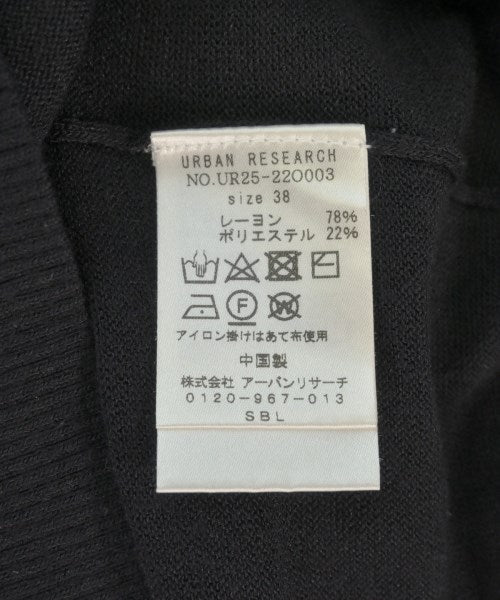 URBAN RESEARCH
NO.UR25-22O003
size 38
レーヨン 78%
ポリエステル 22%
F W
アイロン掛けはあて布使用
中国製
株式会社 アーバンリサーチ
0120-967-013
SBL